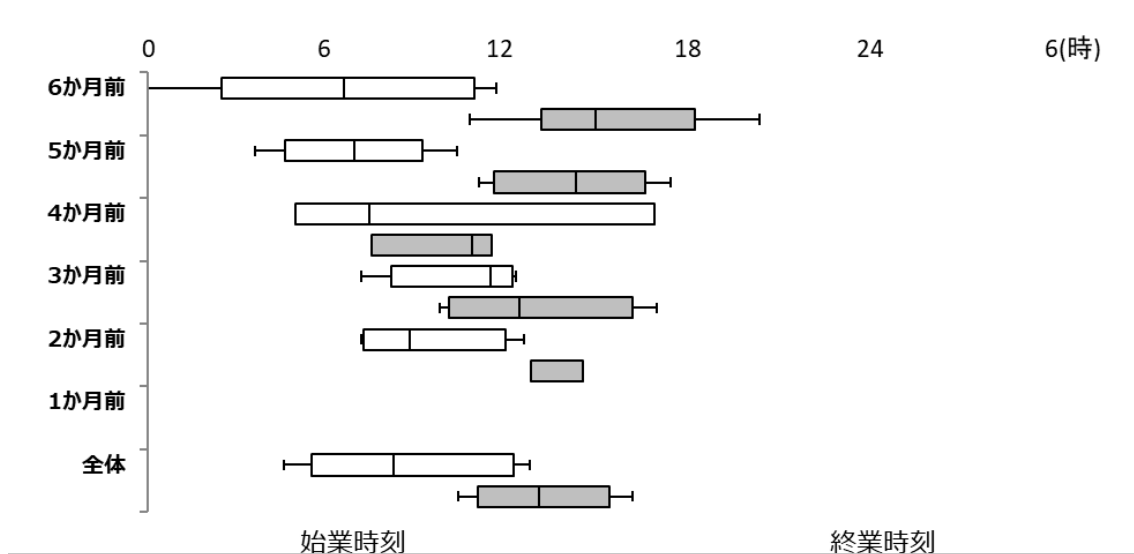 0 6 12 18 24 6(時)
6か月前
5か月前
4か月前
3か月前
2か月前
1か月前
全体
始業時刻 終業時刻